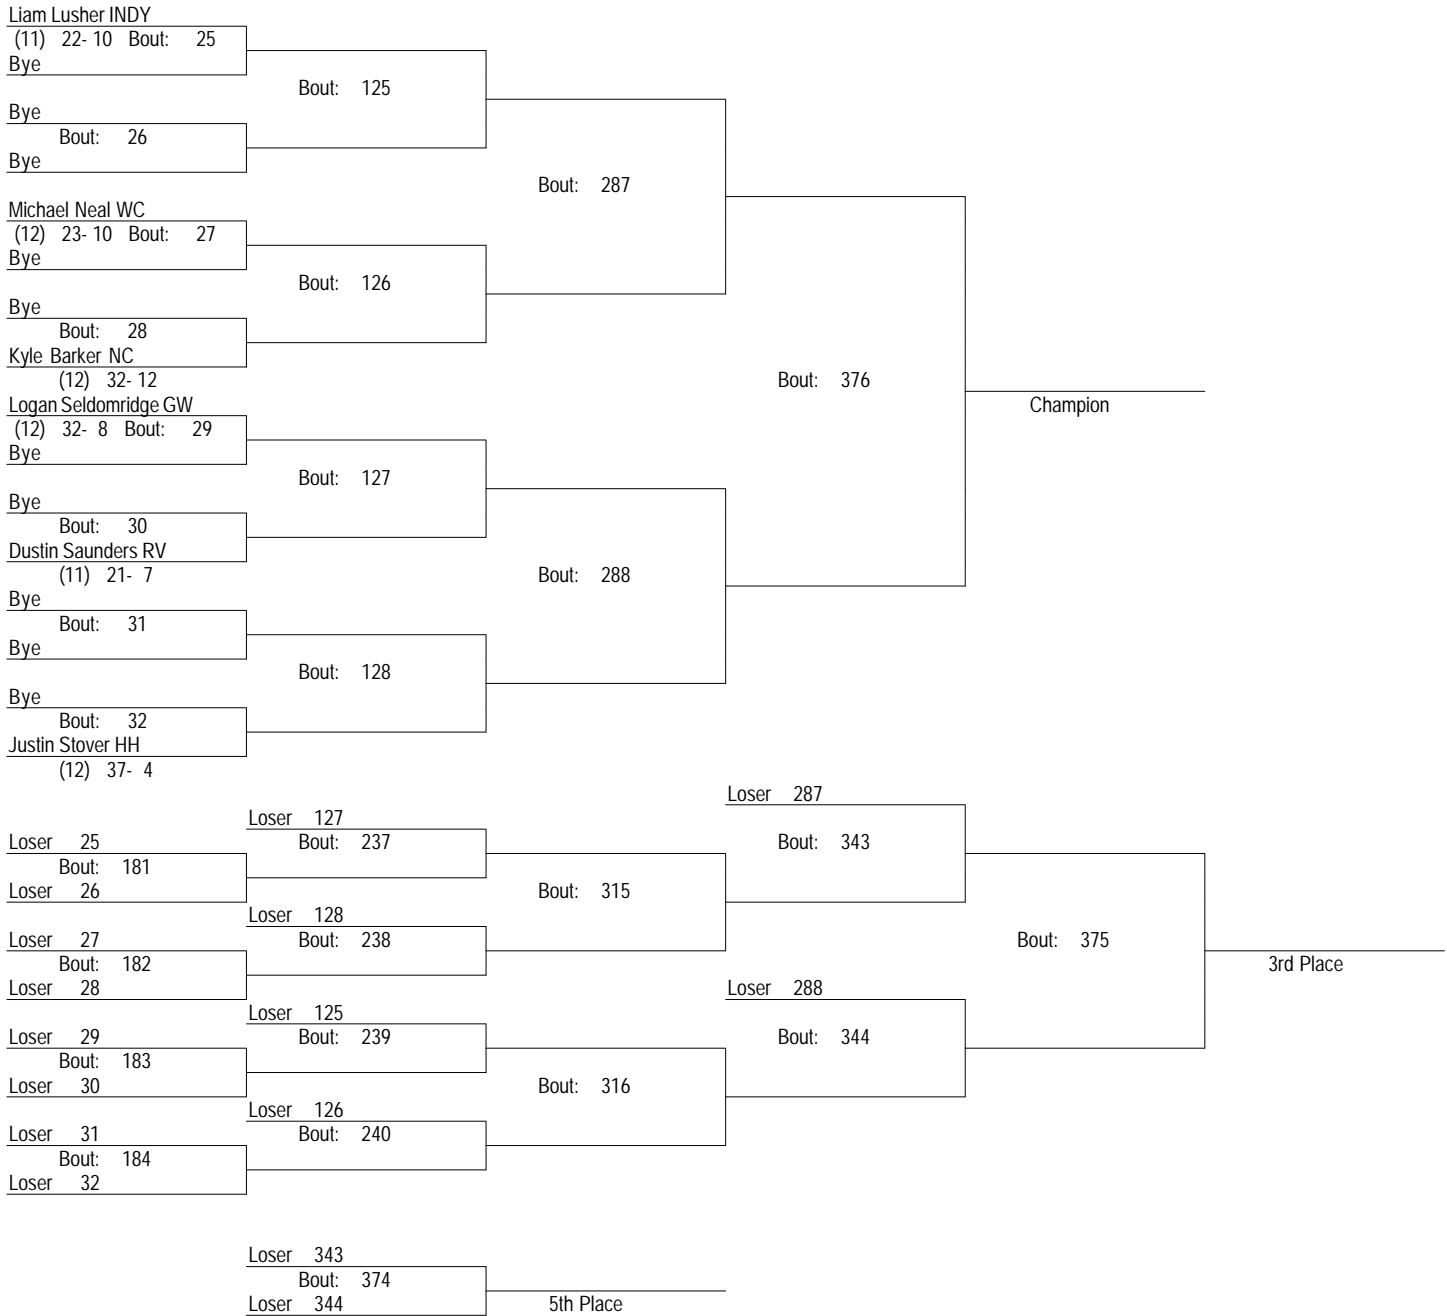 Liam Lusher INDY
(11) 22- 10 Bout: 25
Bye
Bout: 125
Bye
Bout: 26
Bye
Bout: 287
Michael Neal WC
(12) 23- 10 Bout: 27
Bye
Bout: 126
Bye
Bout: 28
Kyle Barker NC
(12) 32- 12
Bout: 376
Champion
Logan Seldomridge GW
(12) 32- 8 Bout: 29
Bye
Bout: 127
Bye
Bout: 30
Dustin Saunders RV
(11) 21- 7
Bout: 288
Bye
Bout: 31
Bye
Bout: 128
Bye
Bout: 32
Justin Stover HH
(12) 37- 4
Loser 287
Loser 127
Loser 25
Bout: 237
Bout: 343
Bout: 181
Loser 26
Bout: 315
Loser 128
Loser 27
Bout: 238
Bout: 375
Bout: 182
3rd Place
Loser 28
Loser 288
Loser 125
Loser 29
Bout: 239
Bout: 344
Bout: 183
Loser 30
Bout: 316
Loser 126
Loser 31
Bout: 240
Bout: 184
Loser 32
Loser 343
Bout: 374
Loser 344
5th Place